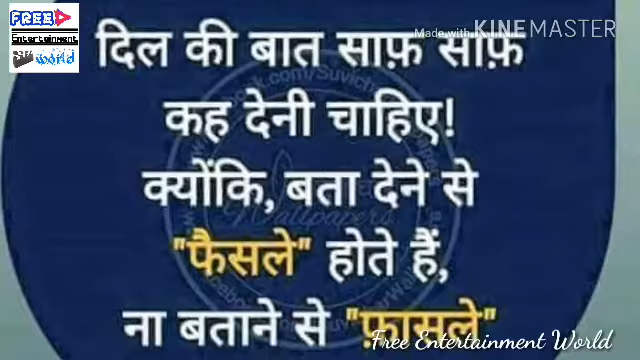 FREE
Entertainment
World
Made with KINEMASTER
दिल की बात साफ़ साफ़
कह देनी चाहिए!
क्योंकि, बता देने से
"फैसले" होते हैं,
ना बताने से "फ़ासले"
Free Entertainment World